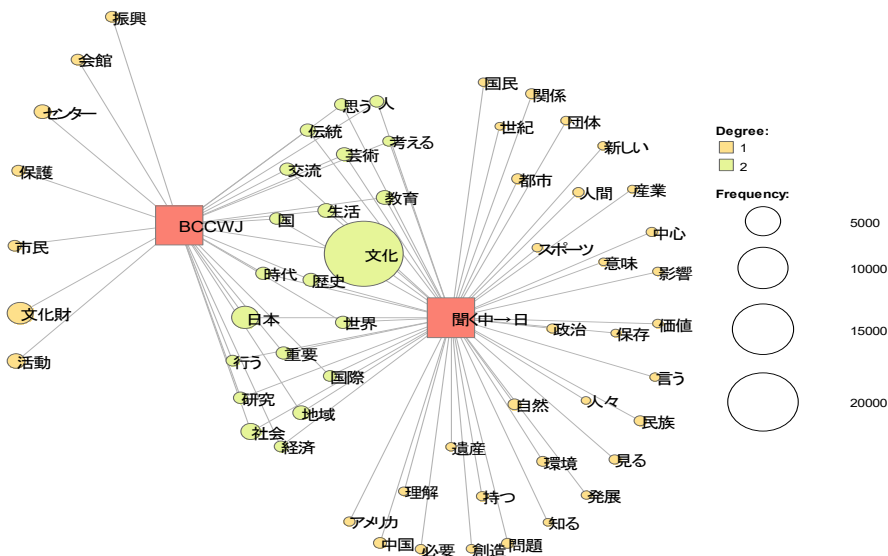 振興
会館
センター
保護
市民
文化財
活動
BCCWJ
思う
人
伝統
考える
芸術
交流
教育
生活
国
文化
時代
歴史
日本
世界
行う
重要
国際
研究
地域
社会
経済
国民
関係
世紀
団体
新しい
都市
人間
産業
中心
スポーツ
意味
影響
聞く中→日
政治
保存
価値
言う
自然
人々
民族
遺産
環境
見る
理解
持つ
発展
アメリカ
知る
中国
必要
創造
問題
Degree:
1
2
Frequency:
5000
10000
15000
20000